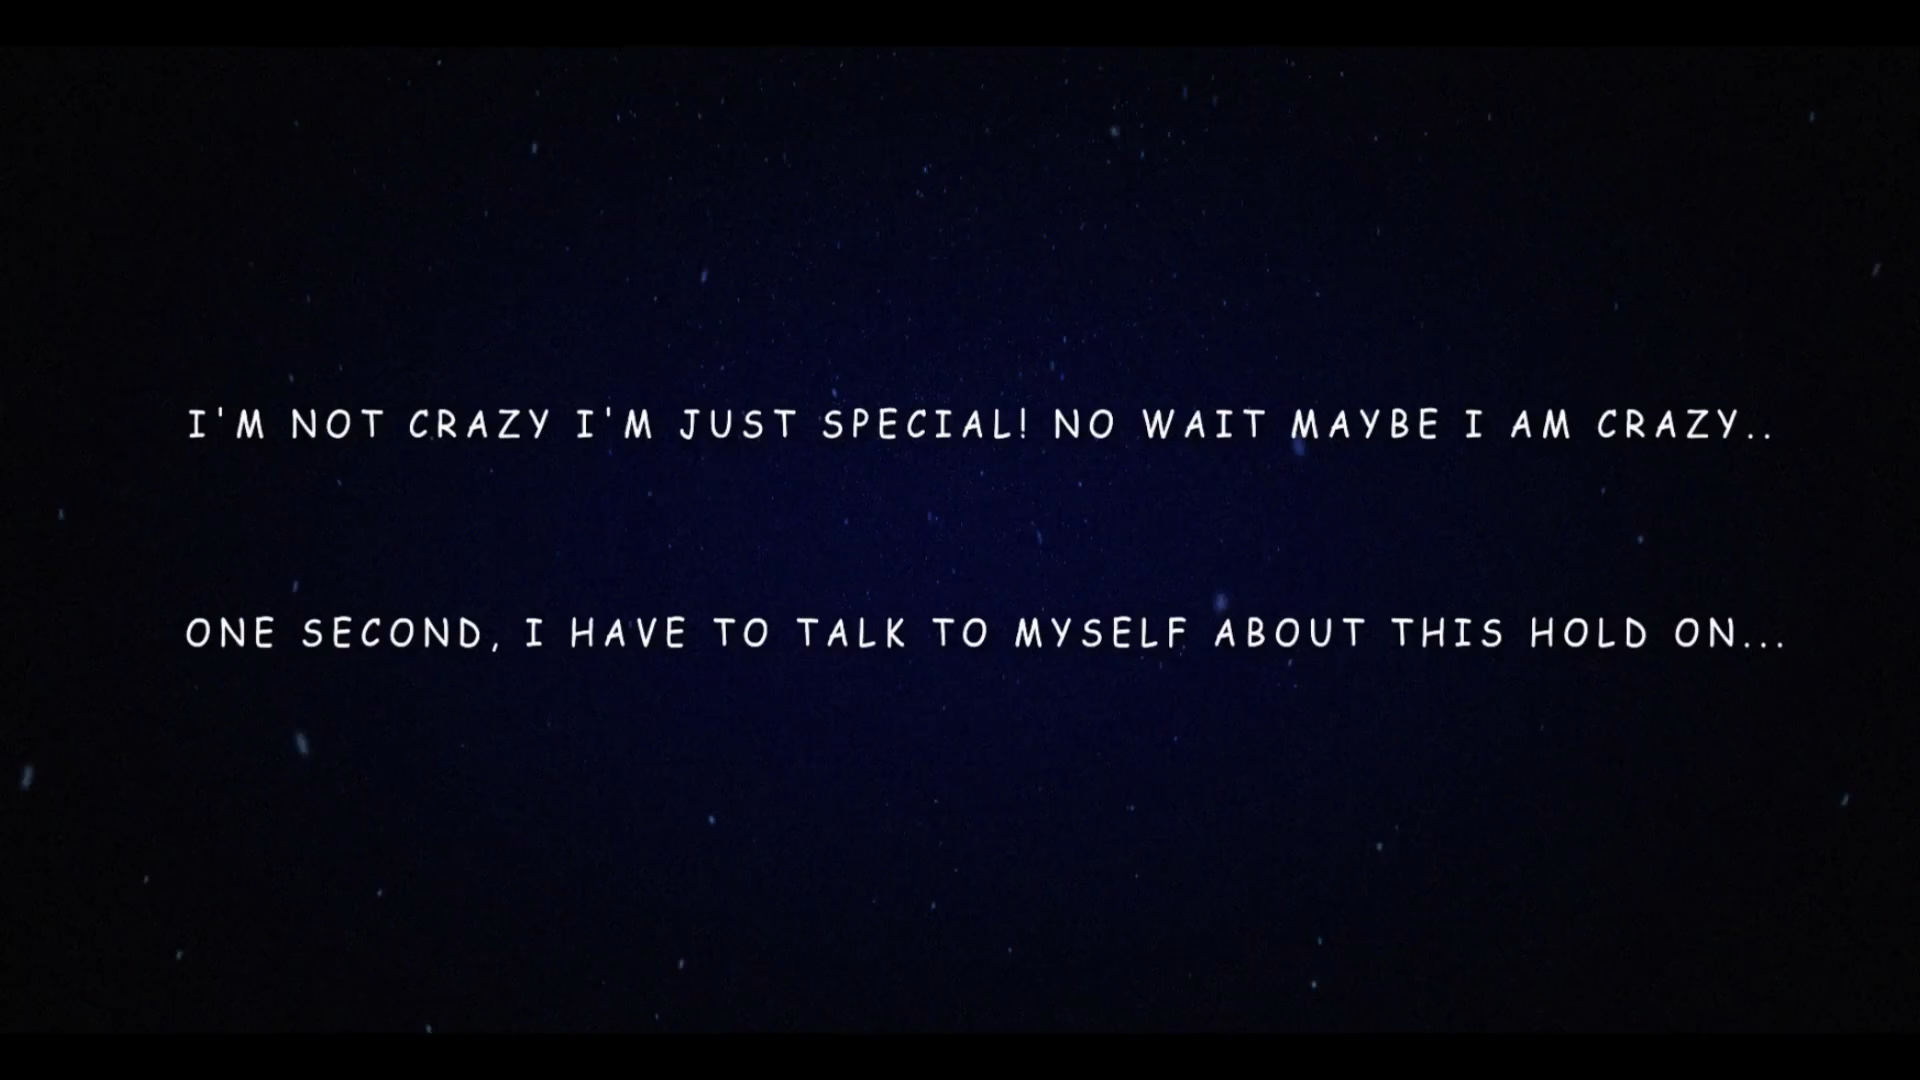 I'M NOT CRAZY I'M JUST SPECIAL! NO WAIT MAYBE I AM CRAZY..
ONE SECOND, I HAVE TO TALK TO MYSELF ABOUT THIS HOLD ON...